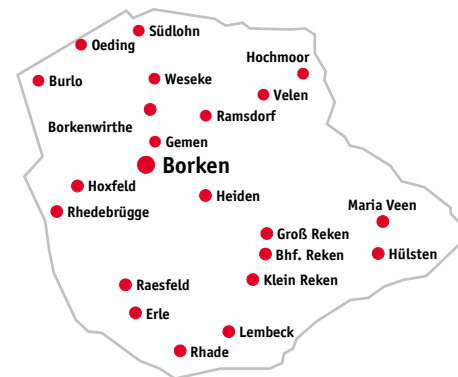 Südlohn
Oeding
Hochmoor
Burlo
Weseke
Velen
Borkenwirthe
Ramsdorf
Gemen
Borken
Hoxfeld
Heiden
Maria Veen
Rhedebrügge
Groß Reken
Bhf. Reken
Hülsten
Klein Reken
Raesfeld
Erle
Lembeck
Rhade